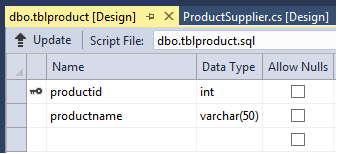 dbo.tblproduct [Design] ProductSupplier.cs [Design]
Update Script File: dbo.tblproduct.sql
Name Data Type Allow Nulls
productid int
productname varchar(50)